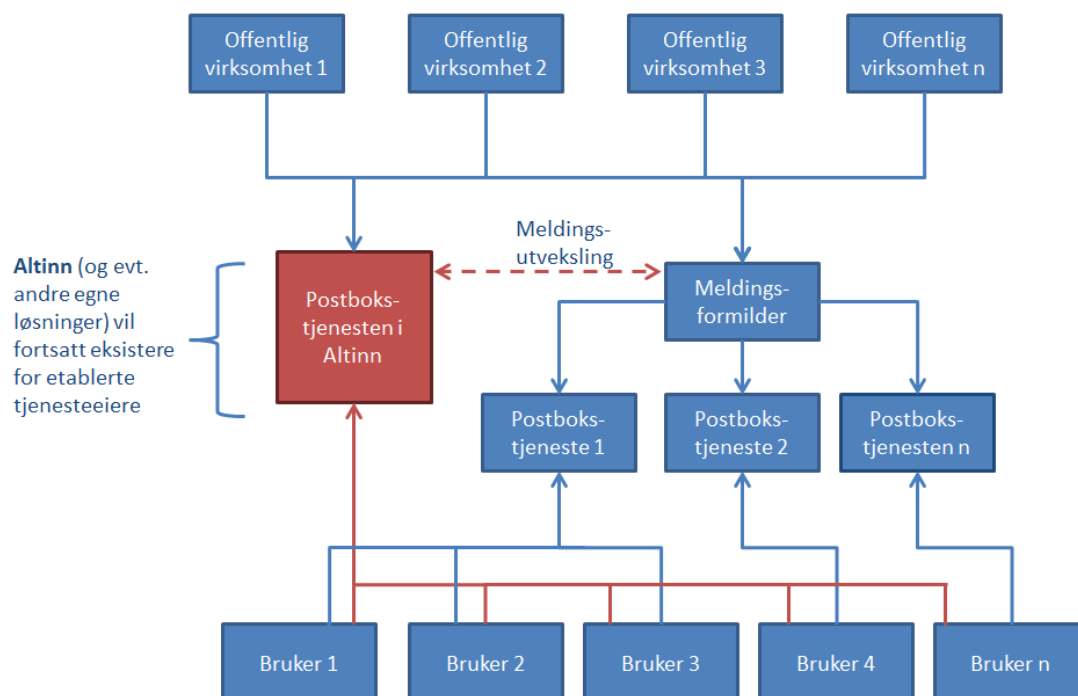 Offentlig
virksomhet 1
Offentlig
virksomhet 2
Offentlig
virksomhet 3
Offentlig
virksomhet n
Meldings-
utveksling
Altinn (og evt.
andre egne
løsninger) vil
fortsatt eksistere
for etablerte
tjenesteeiere
Postboks-
tjenesten i
Altinn
Meldings-
formilder
Postboks-
tjeneste 1
Postboks-
tjeneste 2
Postboks-
tjenesten n
Bruker 1
Bruker 2
Bruker 3
Bruker 4
Bruker n